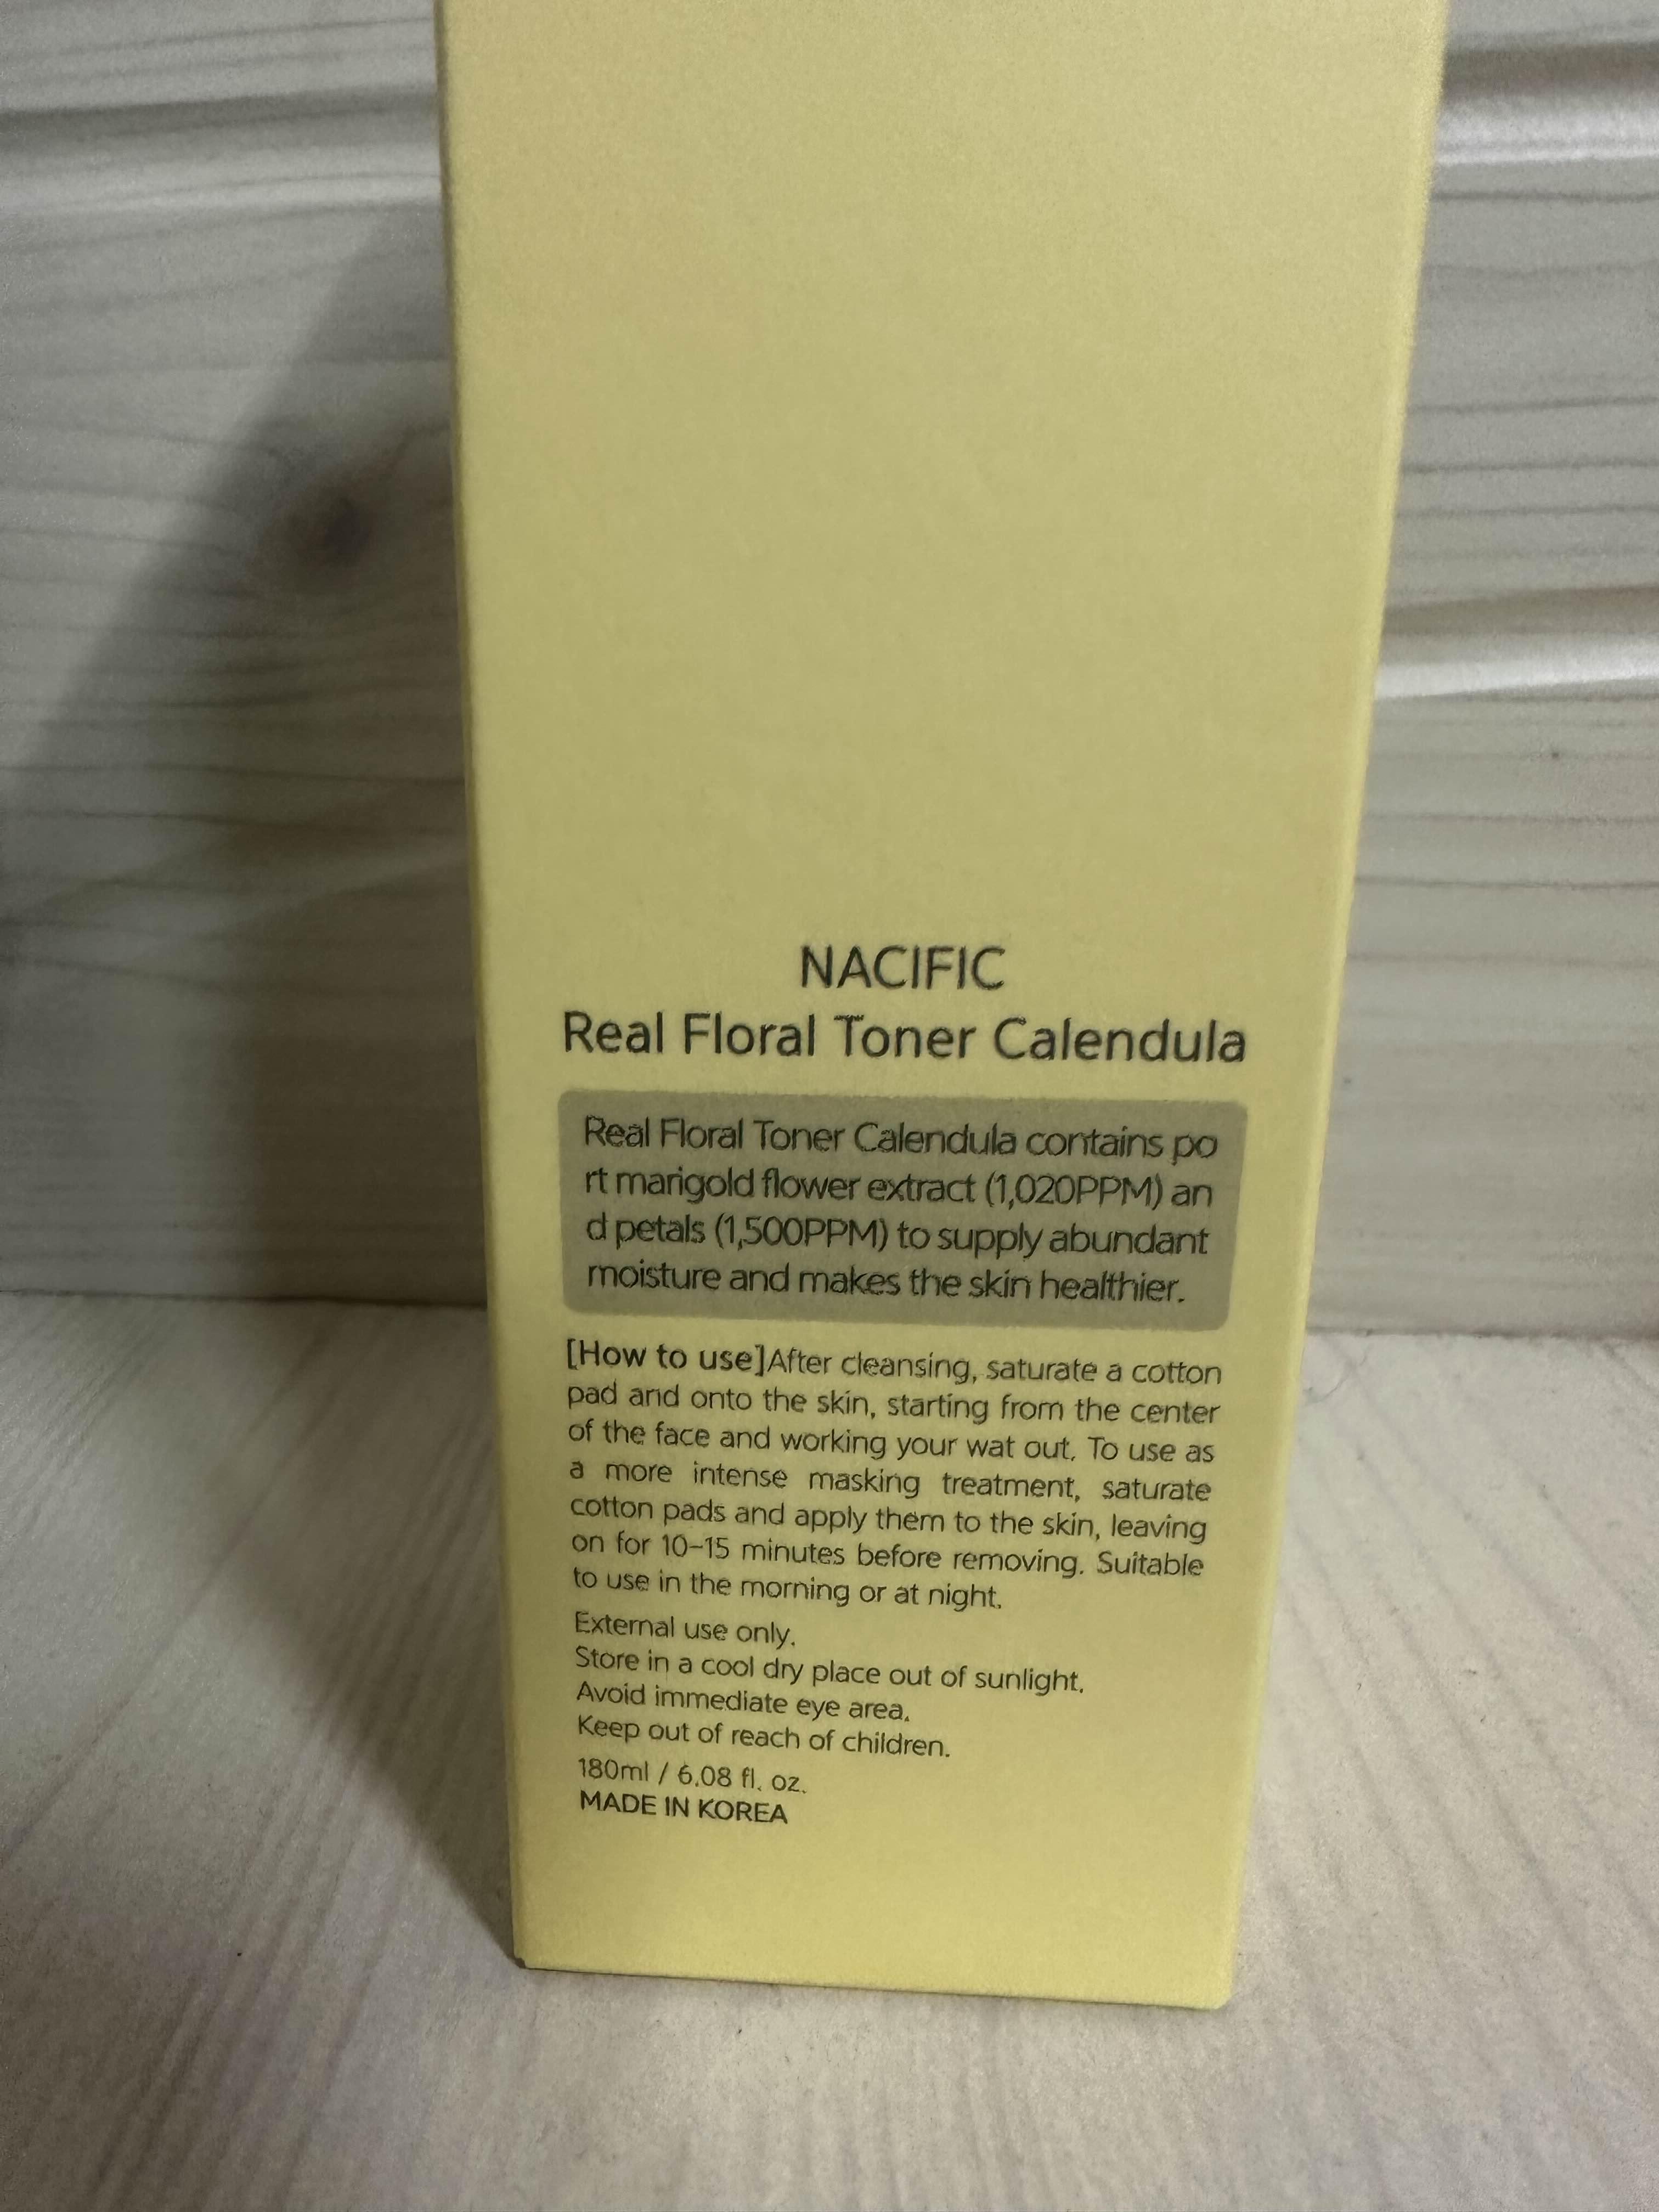 NACIFIC
Real Floral Toner Calendula
Real Floral Toner Calendula contains po
rt marigold flower extract (1,020PPM) an
d petals (1,500PPM) to supply abundant
moisture and makes the skin healthier.
[How to use]After cleansing, saturate a cotton
pad and onto the skin, starting from the center
of the face and working your wat out. To use as
a more intense masking treatment, saturate
cotton pads and apply them to the skin, leaving
on for 10-15 minutes before removing. Suitable
to use in the morning or at night.
External use only.
Store in a cool dry place out of sunlight.
Avoid immediate eye area.
Keep out of reach of children.
180ml / 6.08 fl. oz.
MADE IN KOREA